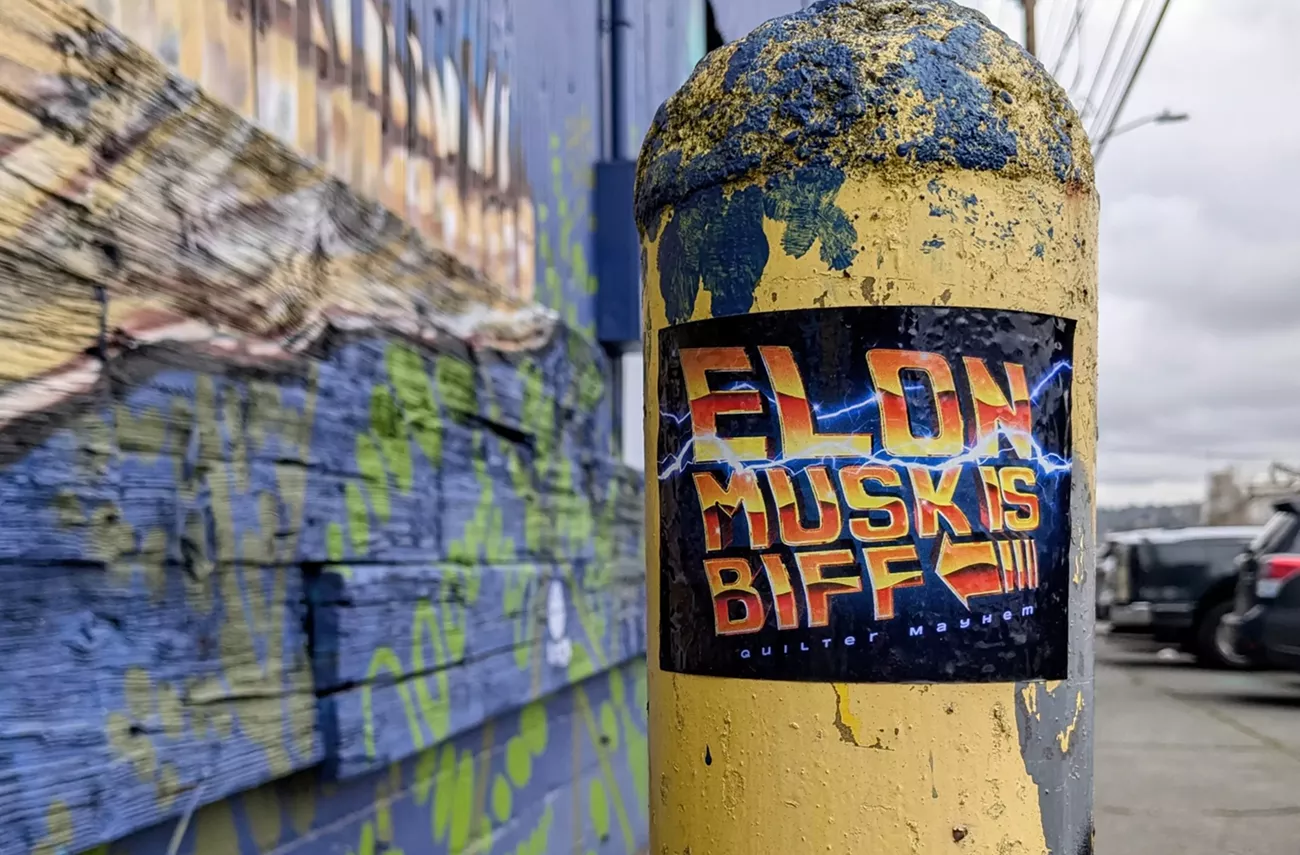 ELON
MUSK IS
BIFF
QUILTER MAYHEM